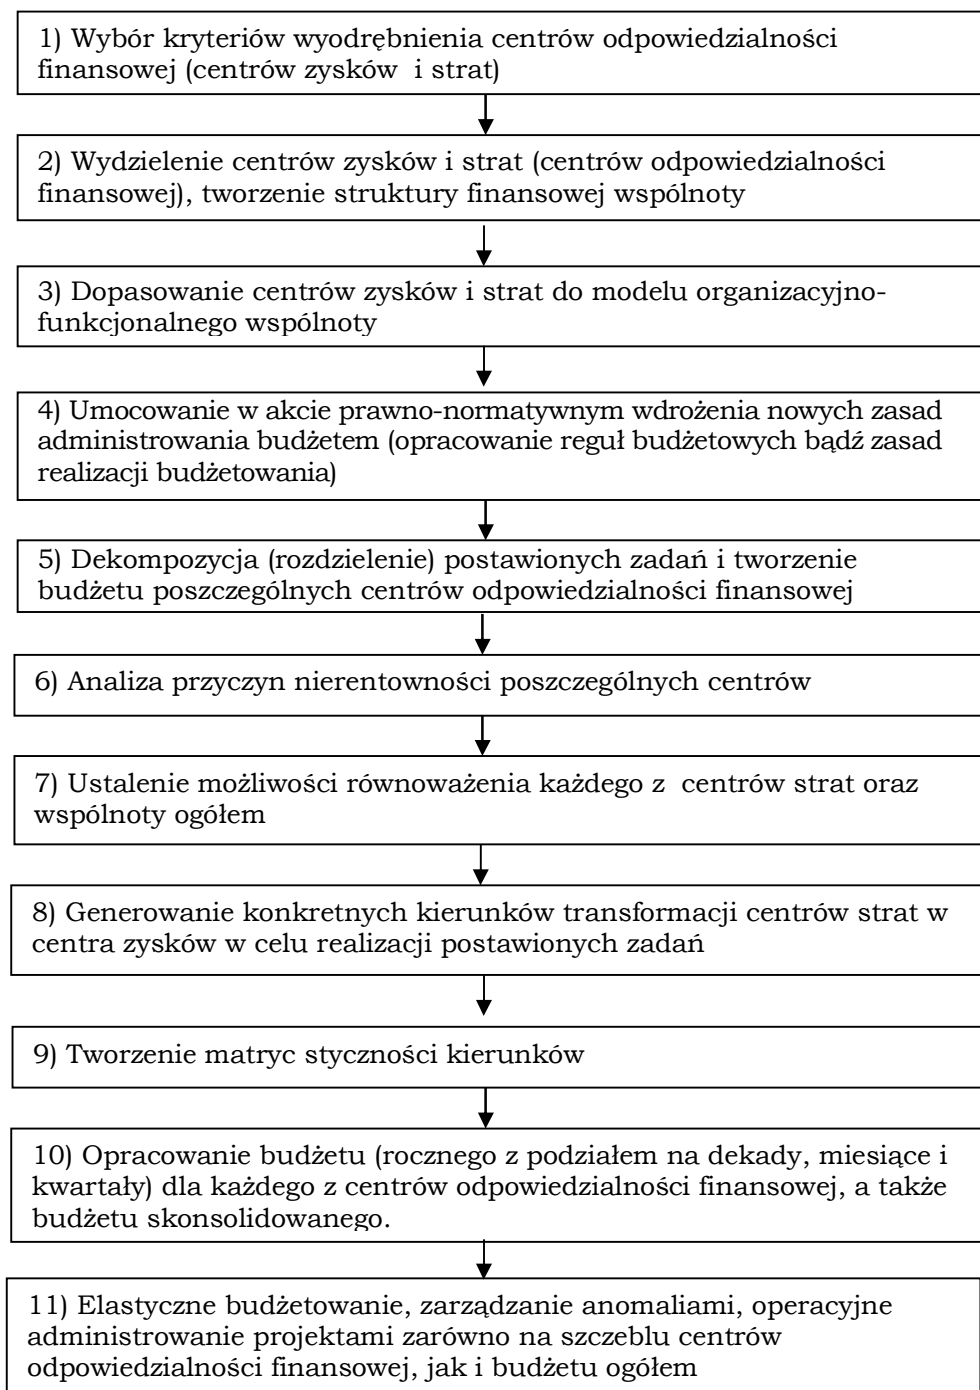 1) Wybór kryteriów wyodrębnienia centrów odpowiedzialności
finansowej (centrów zysków  i strat)
2) Wydzielenie centrów zysków i strat (centrów odpowiedzialności
finansowej), tworzenie struktury finansowej wspólnoty
3) Dopasowanie centrów zysków i strat do modelu organizacyjno-
funkcjonalnego wspólnoty
4) Umocowanie w akcie prawno-normatywnym wdrożenia nowych zasad
administrowania budżetem (opracowanie reguł budżetowych bądź zasad
realizacji budżetowania)
5) Dekompozycja (rozdzielenie) postawionych zadań i tworzenie
budżetu poszczególnych centrów odpowiedzialności finansowej
6) Analiza przyczyn nierentowności poszczególnych centrów
7) Ustalenie możliwości równoważenia każdego z  centrów strat oraz
wspólnoty ogółem
8) Generowanie konkretnych kierunków transformacji centrów strat w
centra zysków w celu realizacji postawionych zadań
9) Tworzenie matryc styczności kierunków
10) Opracowanie budżetu (rocznego z podziałem na dekady, miesiące i
kwartały) dla każdego z centrów odpowiedzialności finansowej, a także
budżetu skonsolidowanego.
11) Elastyczne budżetowanie, zarządzanie anomaliami, operacyjne
administrowanie projektami zarówno na szczeblu centrów
odpowiedzialności finansowej, jak i budżetu ogółem